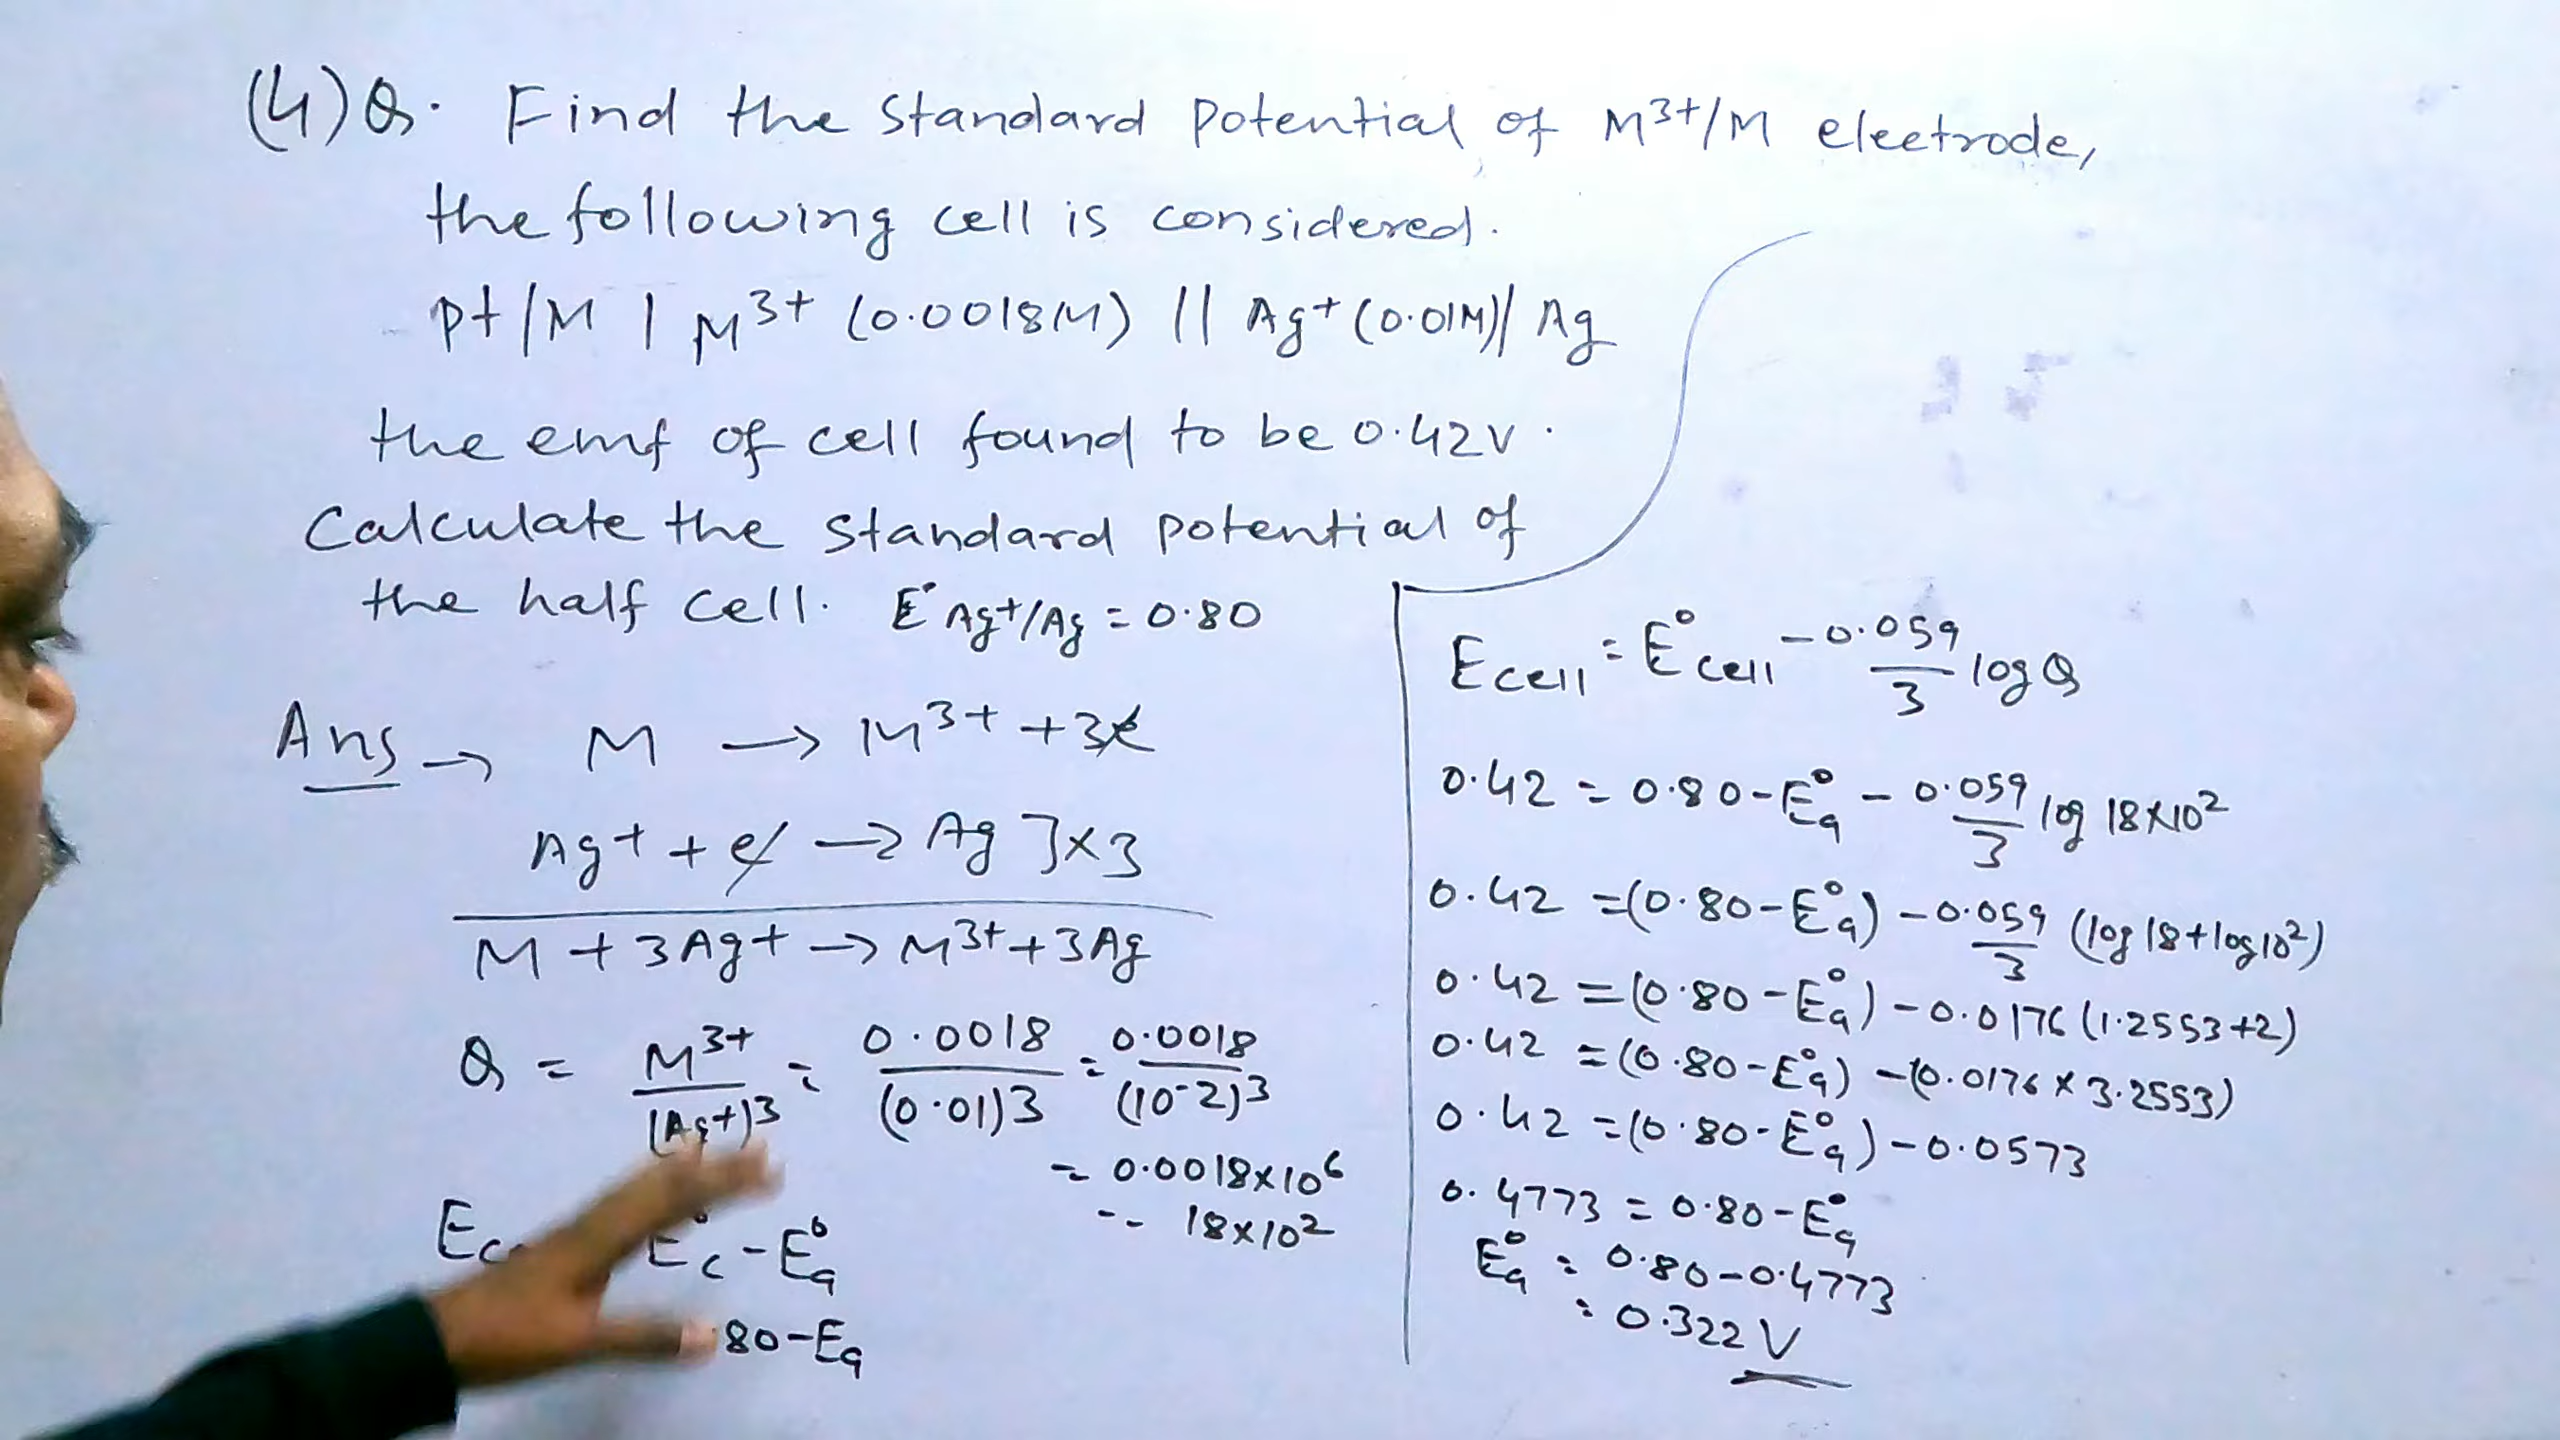 (4) Q. Find the standard potential of M³⁺/M electrode,
the following cell is considered.
pt/M | M³⁺ (0.0018M) || Ag⁺(0.01M)| Ag
the emf of cell found to be 0.42V.
Calculate the standard potential of
the half cell. E° Ag⁺/Ag = 0.80
Ans → M → M³⁺ + 3e
Ag⁺ + e → Ag ]×3
M + 3Ag⁺ → M³⁺ + 3Ag
Q = M³⁺/(Ag⁺)³ = 0.0018/(0.01)3 = 0.0018/(10⁻²)³
= 0.0018×10⁶
= 18×10²
E°c - E°a
80-Ea
Ecell = E°cell - 0.059/3 log Q
0.42 = 0.80-E°a - 0.059/3 log 18×10²
0.42 =(0.80-E°a) - 0.059/3 (log18+log10²)
0.42 =(0.80-E°a) - 0.0176(1.2553+2)
0.42 =(0.80-E°a) -(0.0176×3.2553)
0.42 =(0.80-E°a) - 0.0573
0.4773 = 0.80-E°a
E°a = 0.80-0.4773
= 0.322 V